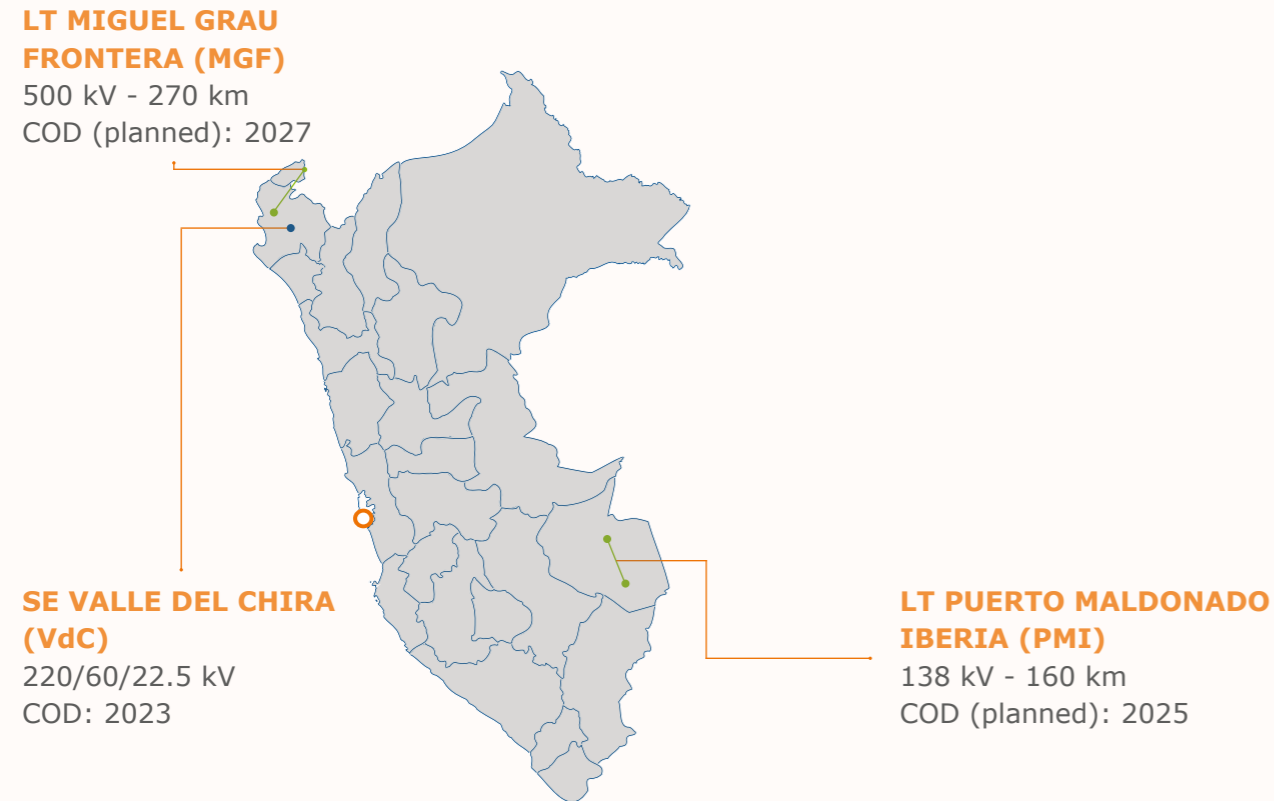 LT MIGUEL GRAU
FRONTERA (MGF)
500 kV - 270 km
COD (planned): 2027
SE VALLE DEL CHIRA
(VdC)
220/60/22.5 kV
COD: 2023
LT PUERTO MALDONADO
IBERIA (PMI)
138 kV - 160 km
COD (planned): 2025